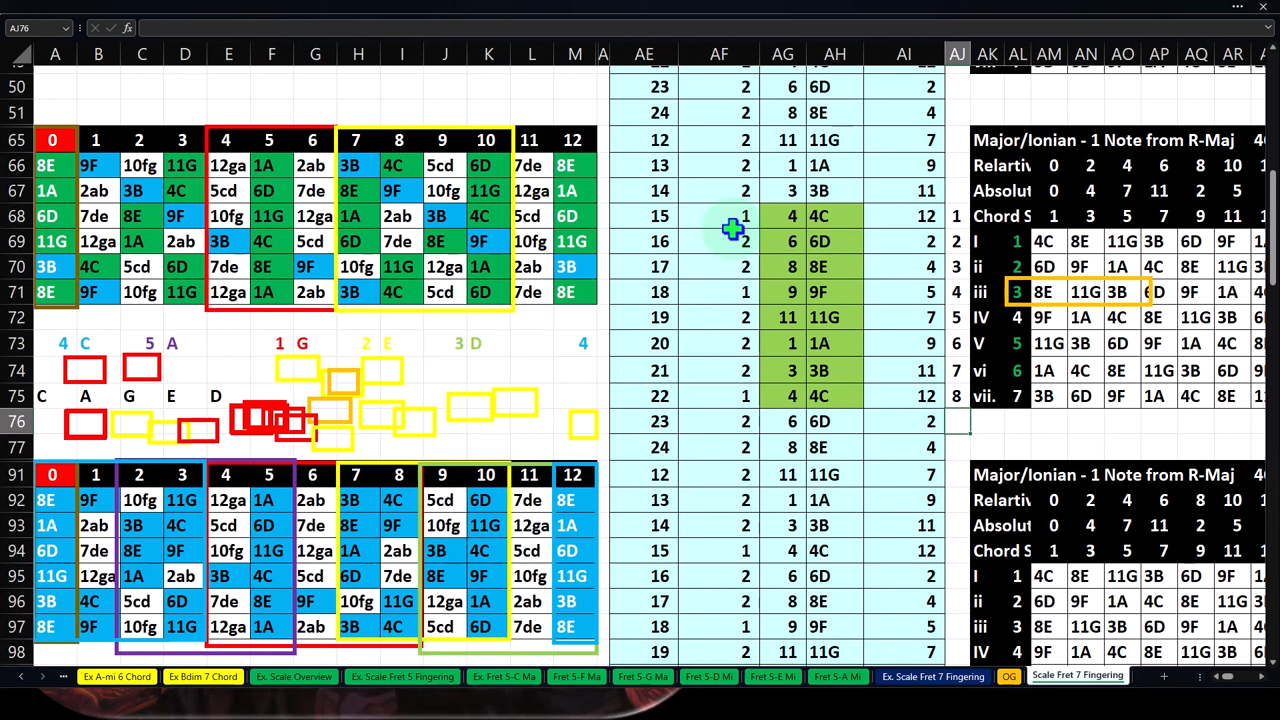 AJ76 fx
A B C D E F G H I J K L M A AE AF AG AH AI AJ AK AL AM AN AO AP AQ AR A
50 23 2 6 6D 2
51 24 2 8 8E 4
65 0 1 2 3 4 5 6 7 8 9 10 11 12 12 2 11 11G 7 Major/Ionian - 1 Note from R-Maj 4
66 8E 9F 10fg 11G 12ga 1A 2ab 3B 4C 5cd 6D 7de 8E 13 2 1 1A 9 Relartiv 0 2 4 6 8 10
67 1A 2ab 3B 4C 5cd 6D 7de 8E 9F 10fg 11G 12ga 1A 14 2 3 3B 11 Absolut 0 4 7 11 2 5
68 6D 7de 8E 9F 10fg 11G 12ga 1A 2ab 3B 4C 5cd 6D 15 1 4 4C 12 1 Chord S 1 3 5 7 9 11 1
69 11G 12ga 1A 2ab 3B 4C 5cd 6D 7de 8E 9F 10fg 11G 16 2 6 6D 2 2 I 1 4C 8E 11G 3B 6D 9F 1A
70 3B 4C 5cd 6D 7de 8E 9F 10fg 11G 12ga 1A 2ab 3B 17 2 8 8E 4 3 ii 2 6D 9F 1A 4C 8E 11G 3B
71 8E 9F 10fg 11G 12ga 1A 2ab 3B 4C 5cd 6D 7de 8E 18 1 9 9F 5 4 iii 3 8E 11G 3B 6D 9F 1A 4
72 19 2 11 11G 7 5 IV 4 9F 1A 4C 8E 11G 3B 6
73 4 C 5 A 1 G 2 E 3 D 4 20 2 1 1A 9 6 V 5 11G 3B 6D 9F 1A 4C 8
74 21 2 3 3B 11 7 vi 6 1A 4C 8E 11G 3B 6D 9
75 C A G E D 22 1 4 4C 12 8 vii. 7 3B 6D 9F 1A 4C 8E 1
76 23 2 6 6D 2
77 24 2 8 8E 4
91 0 1 2 3 4 5 6 7 8 9 10 11 12 12 2 11 11G 7 Major/Ionian - 1 Note from R-Maj 4
92 8E 9F 10fg 11G 12ga 1A 2ab 3B 4C 5cd 6D 7de 8E 13 2 1 1A 9 Relartiv 0 2 4 6 8 10
93 1A 2ab 3B 4C 5cd 6D 7de 8E 9F 10fg 11G 12ga 1A 14 2 3 3B 11 Absolut 0 4 7 11 2 5
94 6D 7de 8E 9F 10fg 11G 12ga 1A 2ab 3B 4C 5cd 6D 15 1 4 4C 12 Chord S 1 3 5 7 9 11 1
95 11G 12ga 1A 2ab 3B 4C 5cd 6D 7de 8E 9F 10fg 11G 16 2 6 6D 2 I 1 4C 8E 11G 3B 6D 9F 1A
96 3B 4C 5cd 6D 7de 8E 9F 10fg 11G 12ga 1A 2ab 3B 17 2 8 8E 4 ii 2 6D 9F 1A 4C 8E 11G 3B
97 8E 9F 10fg 11G 12ga 1A 2ab 3B 4C 5cd 6D 7de 8E 18 1 9 9F 5 iii 3 8E 11G 3B 6D 9F 1A 4
98 19 2 11 11G 7 IV 4 9F 1A 4C 8E 11G 3B 6
Ex A-mi 6 Chord Ex Bdim 7 Chord Ex. Scale Overview Ex. Scale Fret 5 Fingering Ex. Fret 5-C Ma Fret 5-F Ma Fret 5-G Ma Fret 5-D Mi Fret 5-E Mi Fret 5-A Mi Ex. Scale Fret 7 Fingering OG Scale Fret 7 Fingering